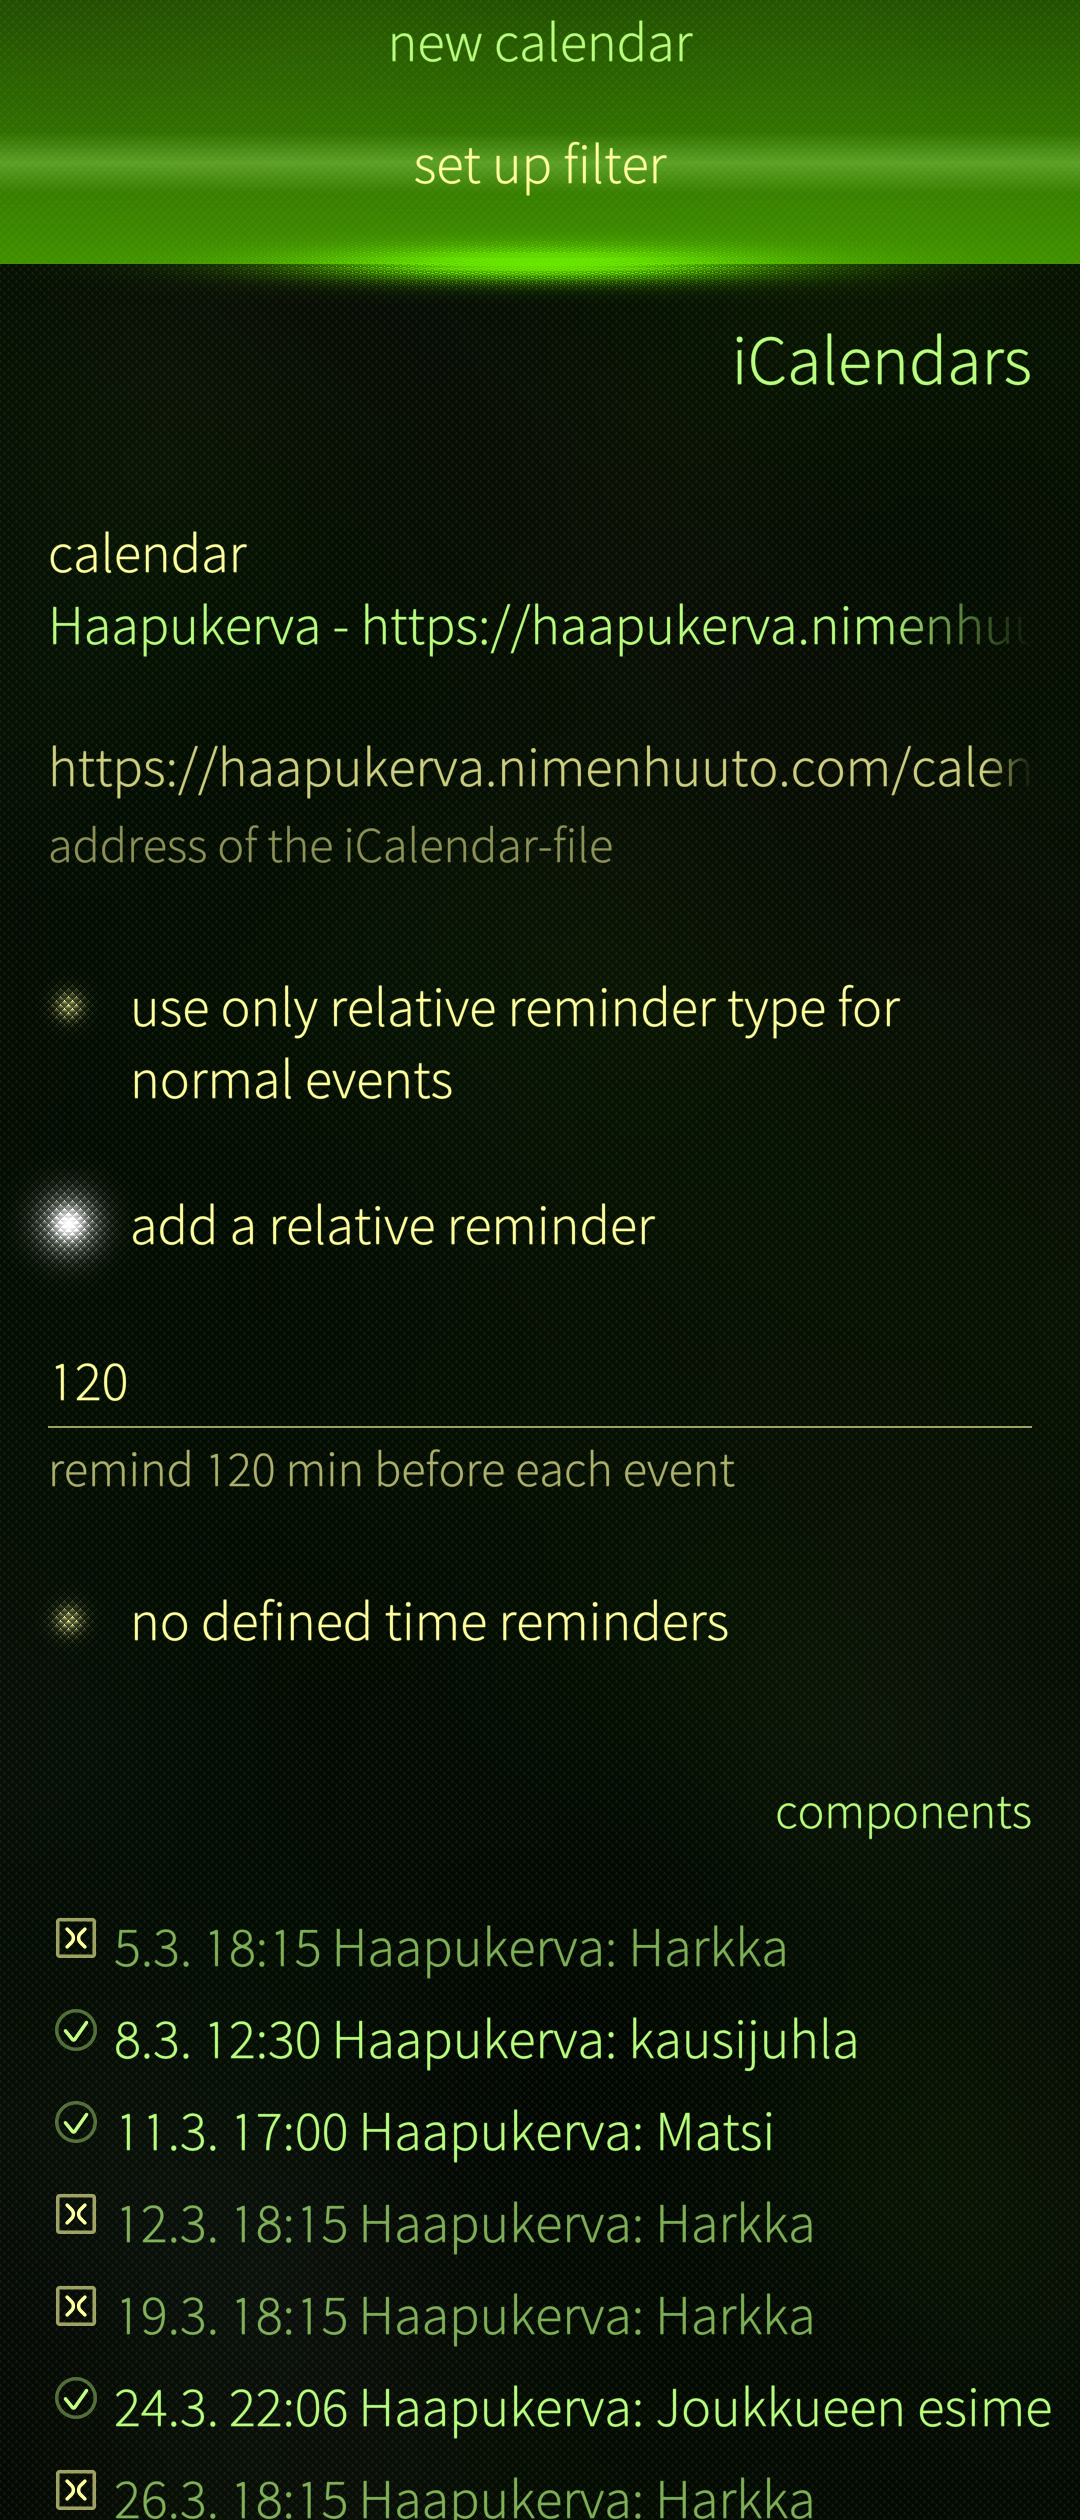 new calendar
set up filter
iCalendars
calendar
Haapukerva - https://haapukerva.nimenhu
https://haapukerva.nimenhuuto.com/calen
address of the iCalendar-file
use only relative reminder type for
normal events
add a relative reminder
120
remind 120 min before each event
no defined time reminders
components
5.3. 18:15 Haapukerva: Harkka
8.3. 12:30 Haapukerva: kausijuhla
11.3. 17:00 Haapukerva: Matsi
12.3. 18:15 Haapukerva: Harkka
19.3. 18:15 Haapukerva: Harkka
24.3. 22:06 Haapukerva: Joukkueen esime
26.3. 18:15 Haapukerva: Harkka